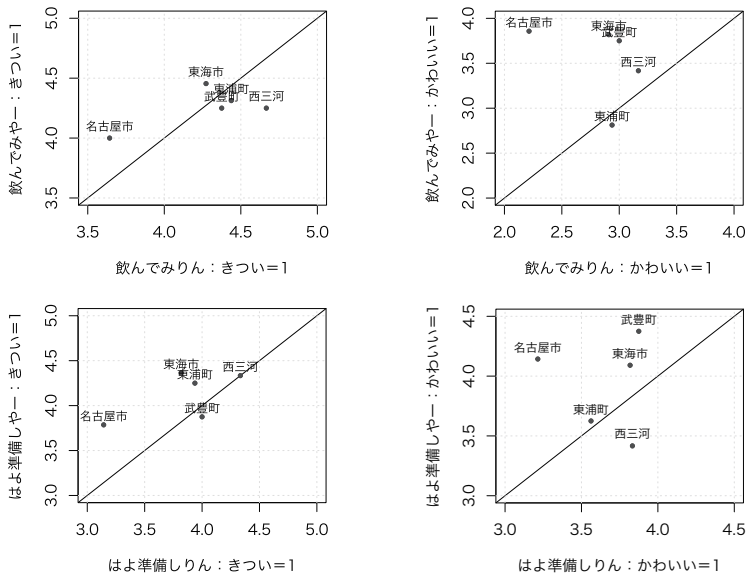 飲んでみやー：きつい＝1
5.0
4.5
4.0
3.5
東海市
東浦町
武豊町
西三河
名古屋市
3.5 4.0 4.5 5.0
飲んでみりん：きつい＝1
飲んでみやー：かわいい＝1
4.0
3.5
3.0
2.5
2.0
名古屋市
東海市
武豊町
西三河
東浦町
2.0 2.5 3.0 3.5 4.0
飲んでみりん：かわいい＝1
はよ準備しやー：きつい＝1
5.0
4.5
4.0
3.5
3.0
東海市
西三河
東浦町
武豊町
名古屋市
3.0 3.5 4.0 4.5 5.0
はよ準備しりん：きつい＝1
はよ準備しやー：かわいい＝1
4.5
4.0
3.5
3.0
武豊町
名古屋市
東海市
東浦町
西三河
3.0 3.5 4.0 4.5
はよ準備しりん：かわいい＝1